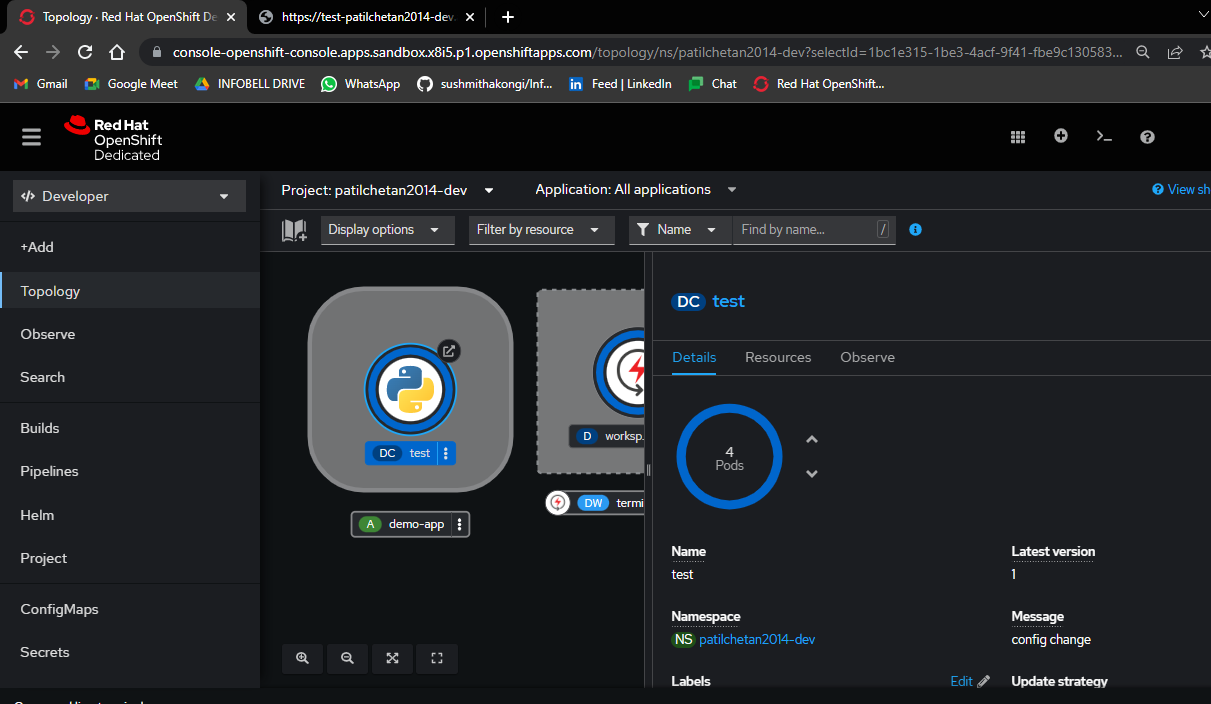 Topology · Red Hat OpenShift De
https://test-patilchetan2014-dev.
console-openshift-console.apps.sandbox.x8i5.p1.openshiftapps.com/topology/ns/patilchetan2014-dev?selectId=1bc1e315-1be3-4acf-9f41-fbe9c130583...
Gmail Google Meet INFOBELL DRIVE WhatsApp sushmithakongi/Inf... Feed | LinkedIn Chat Red Hat OpenShift...
Red Hat
OpenShift
Dedicated
Developer
+Add
Topology
Observe
Search
Builds
Pipelines
Helm
Project
ConfigMaps
Secrets
Project: patilchetan2014-dev Application: All applications View sh
Display options Filter by resource Name Find by name... /
DC test
A demo-app
D worksp.
DW termi
DC test
Details Resources Observe
4
Pods
Name
test
Latest version
1
Namespace
NS patilchetan2014-dev
Message
config change
Labels Edit
Update strategy